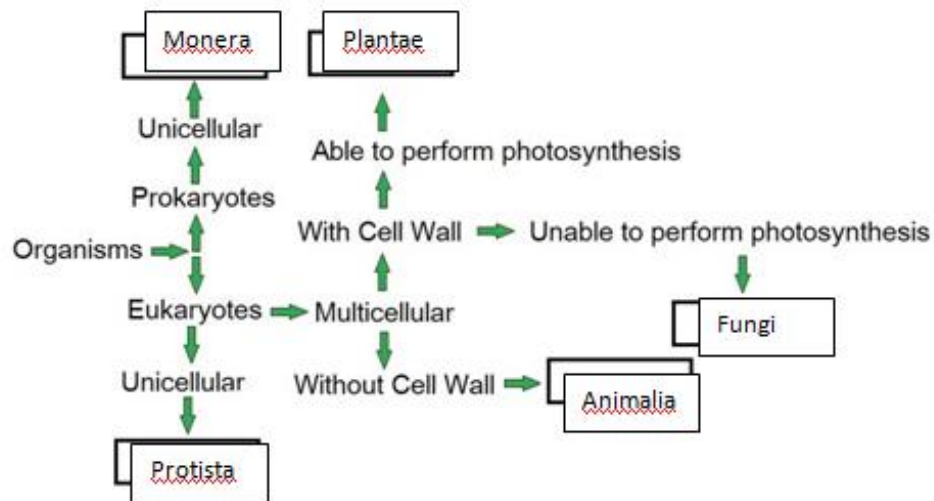 Monera
Plantae
Unicellular
Able to perform photosynthesis
Prokaryotes
With Cell Wall
Unable to perform photosynthesis
Organisms
Eukaryotes
Multicellular
Fungi
Unicellular
Without Cell Wall
Animalia
Protista